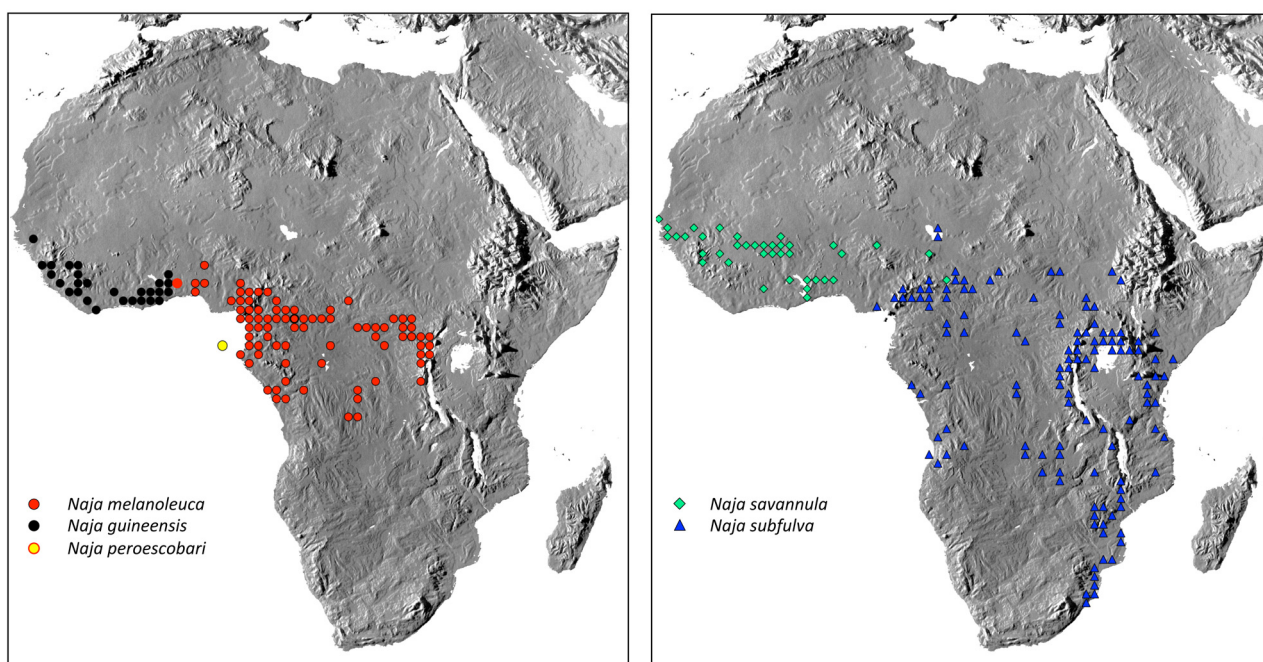 Naja melanoleuca
Naja guineensis
Naja peroescobari
Naja savannula
Naja subfulva